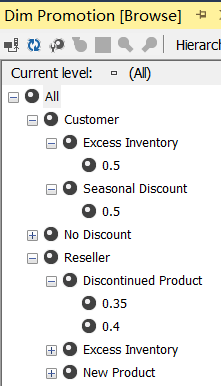 Dim Promotion [Browse]
Hierarch
Current level: (All)
All
Customer
Excess Inventory
0.5
Seasonal Discount
0.5
No Discount
Reseller
Discontinued Product
0.35
0.4
Excess Inventory
New Product